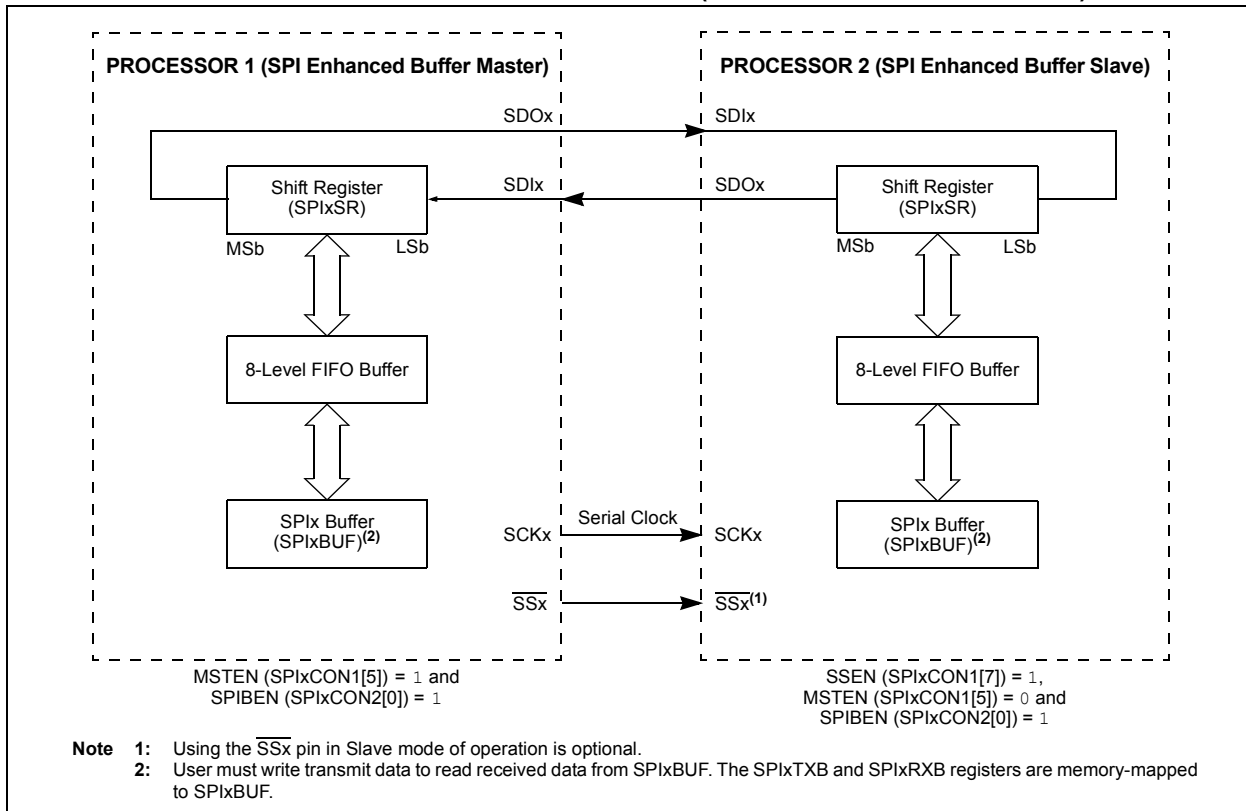 PROCESSOR 1 (SPI Enhanced Buffer Master)
PROCESSOR 2 (SPI Enhanced Buffer Slave)
SDOx
SDIx
Shift Register
(SPIxSR)
SDIx
SDOx
Shift Register
(SPIxSR)
MSb
LSb
MSb
LSb
8-Level FIFO Buffer
8-Level FIFO Buffer
SPIx Buffer
(SPIxBUF)(2)
SCKx
Serial Clock
SCKx
SPIx Buffer
(SPIxBUF)(2)
SSx
SSx(1)
MSTEN (SPIxCON1[5]) = 1 and
SPIBEN (SPIxCON2[0]) = 1
SSEN (SPIxCON1[7]) = 1,
MSTEN (SPIxCON1[5]) = 0 and
SPIBEN (SPIxCON2[0]) = 1
Note 1: Using the SSx pin in Slave mode of operation is optional.
2: User must write transmit data to read received data from SPIxBUF. The SPIxTXB and SPIxRXB registers are memory-mapped
to SPIxBUF.